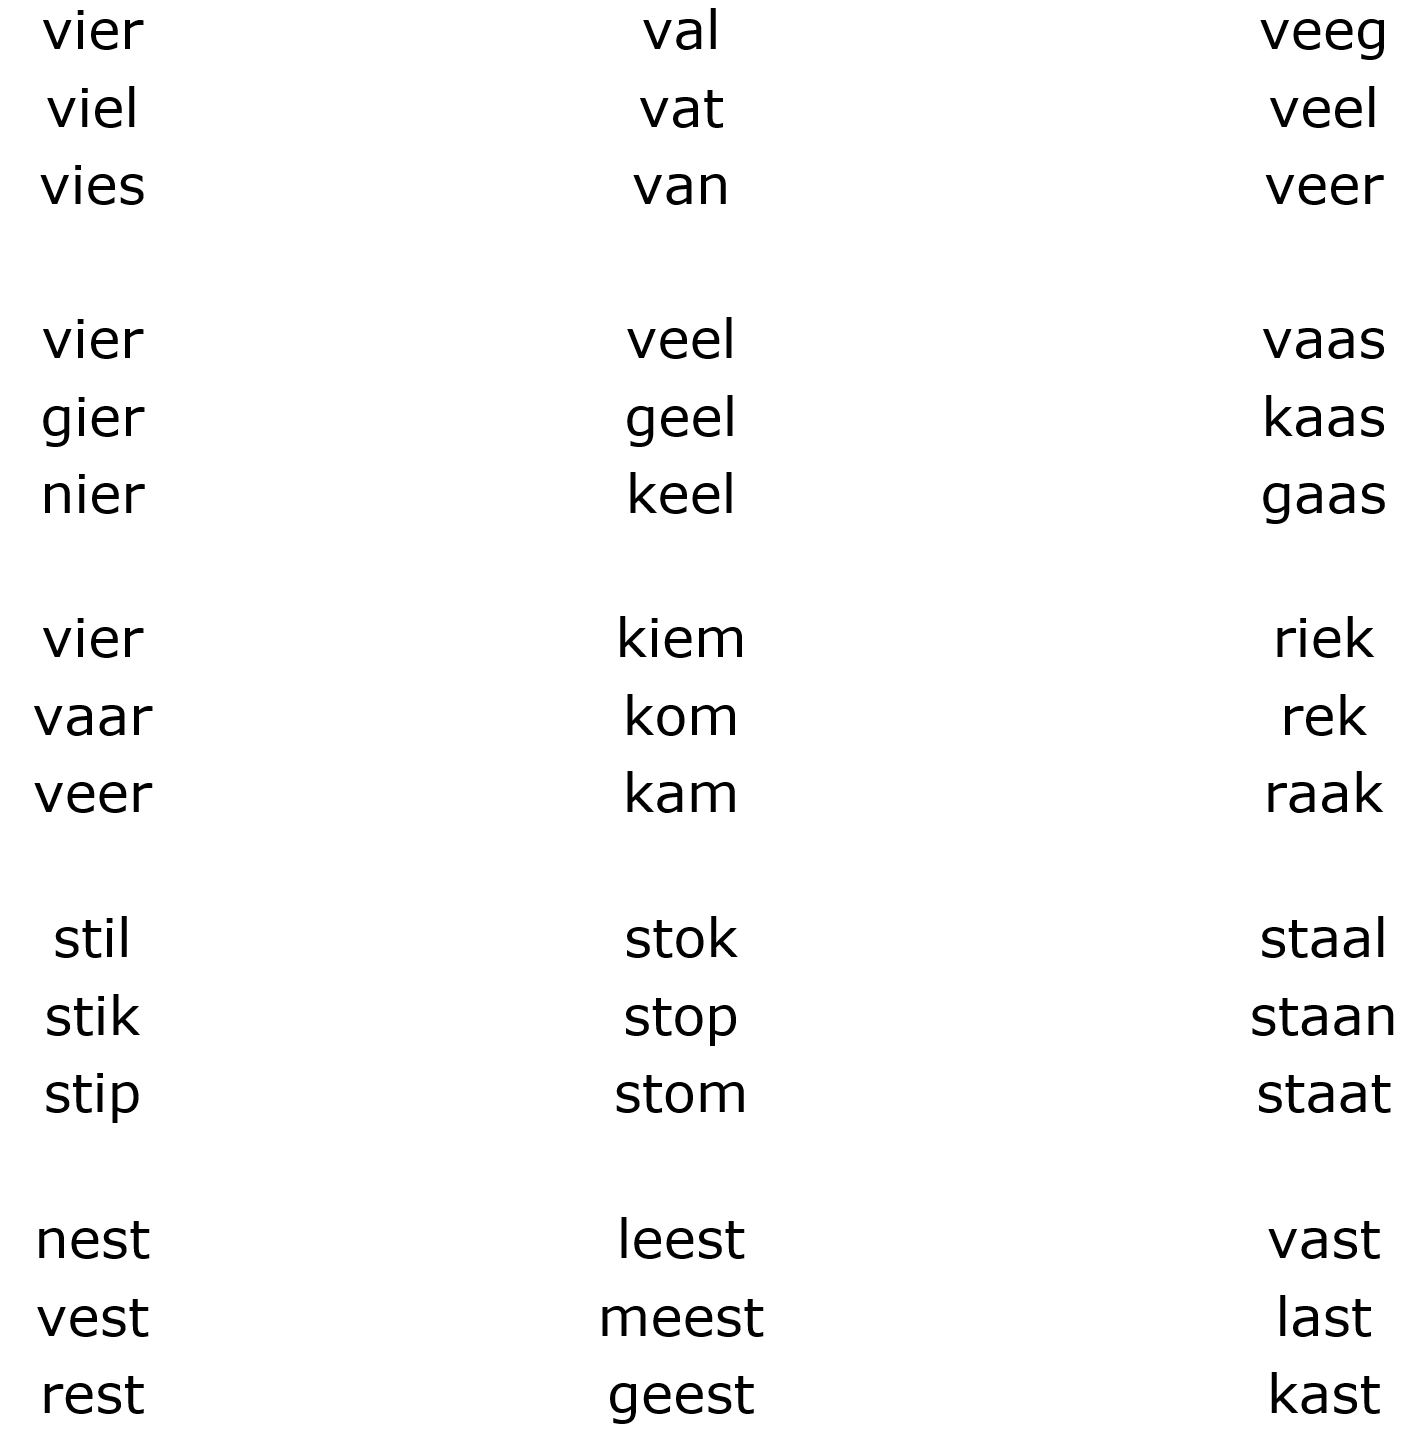 vier val veeg
viel vat veel
vies van veer
vier veel vaas
gier geel kaas
nier keel gaas
vier kiem riek
vaar kom rek
veer kam raak
stil stok staal
stik stop staan
stip stom staat
nest leest vast
vest meest last
rest geest kast